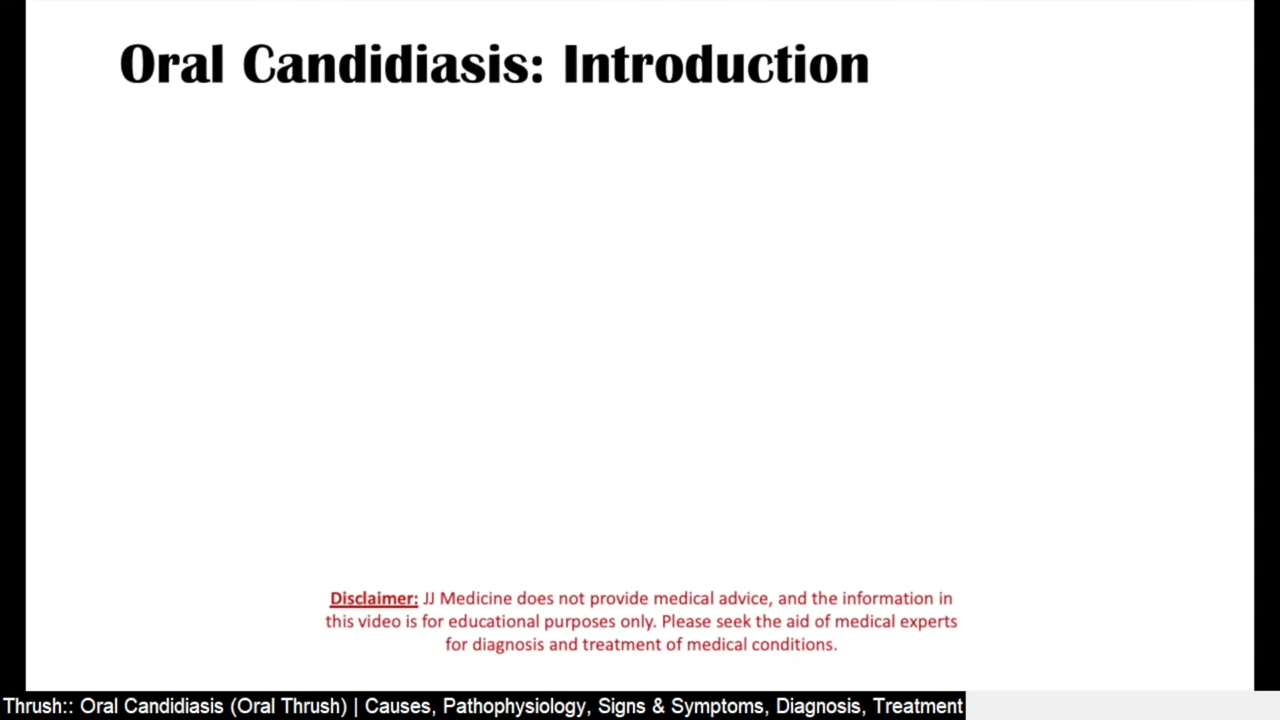 Oral Candidiasis: Introduction
Disclaimer: JJ Medicine does not provide medical advice, and the information in
this video is for educational purposes only. Please seek the aid of medical experts
for diagnosis and treatment of medical conditions.
Thrush:: Oral Candidiasis (Oral Thrush) | Causes, Pathophysiology, Signs & Symptoms, Diagnosis, Treatment